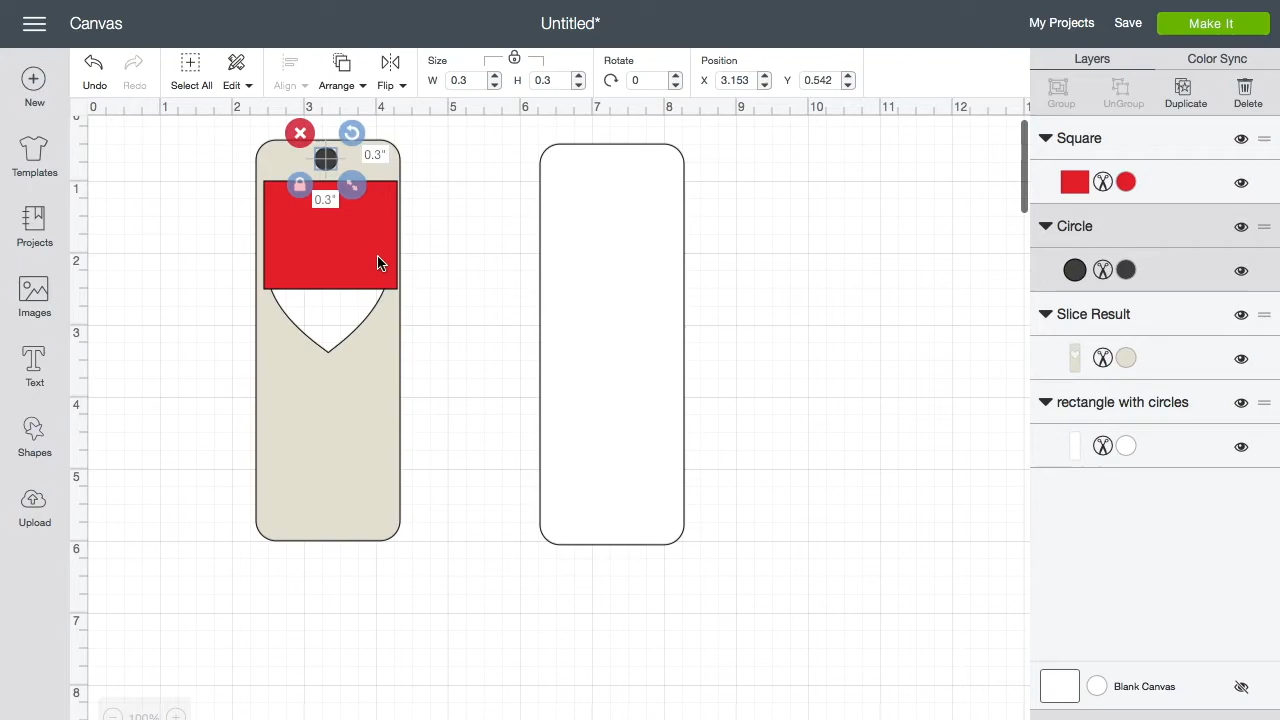 Canvas
Untitled*
My Projects
Save
Make It
New
Templates
Projects
Images
Text
Shapes
Upload
Undo
Redo
Select All
Edit
Align
Arrange
Flip
Size
W 0.3
H 0.3
Rotate
0
Position
X 3.153
Y 0.542
0 1 2 3 4 5 6 7 8 9 10 11 12 1
0
1
2
3
4
5
6
7
8
0.3"
0.3"
100%
Layers
Color Sync
Group
UnGroup
Duplicate
Delete
Square
Circle
Slice Result
rectangle with circles
Blank Canvas